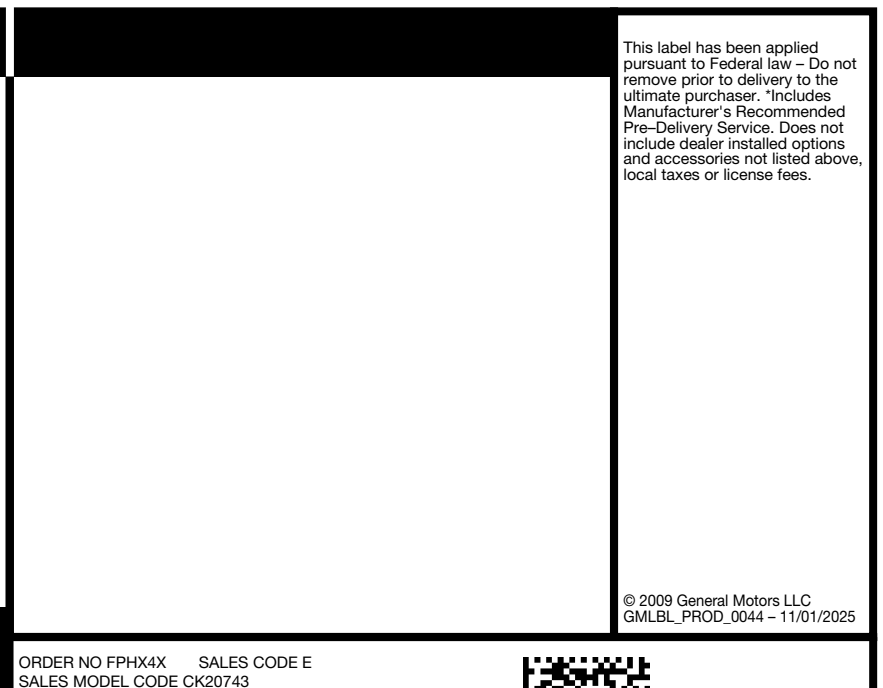 This label has been applied
pursuant to Federal law – Do not
remove prior to delivery to the
ultimate purchaser. *Includes
Manufacturer's Recommended
Pre–Delivery Service. Does not
include dealer installed options
and accessories not listed above,
local taxes or license fees.
© 2009 General Motors LLC
GMLBL_PROD_0044 – 11/01/2025
ORDER NO FPHX4X SALES CODE E
SALES MODEL CODE CK20743